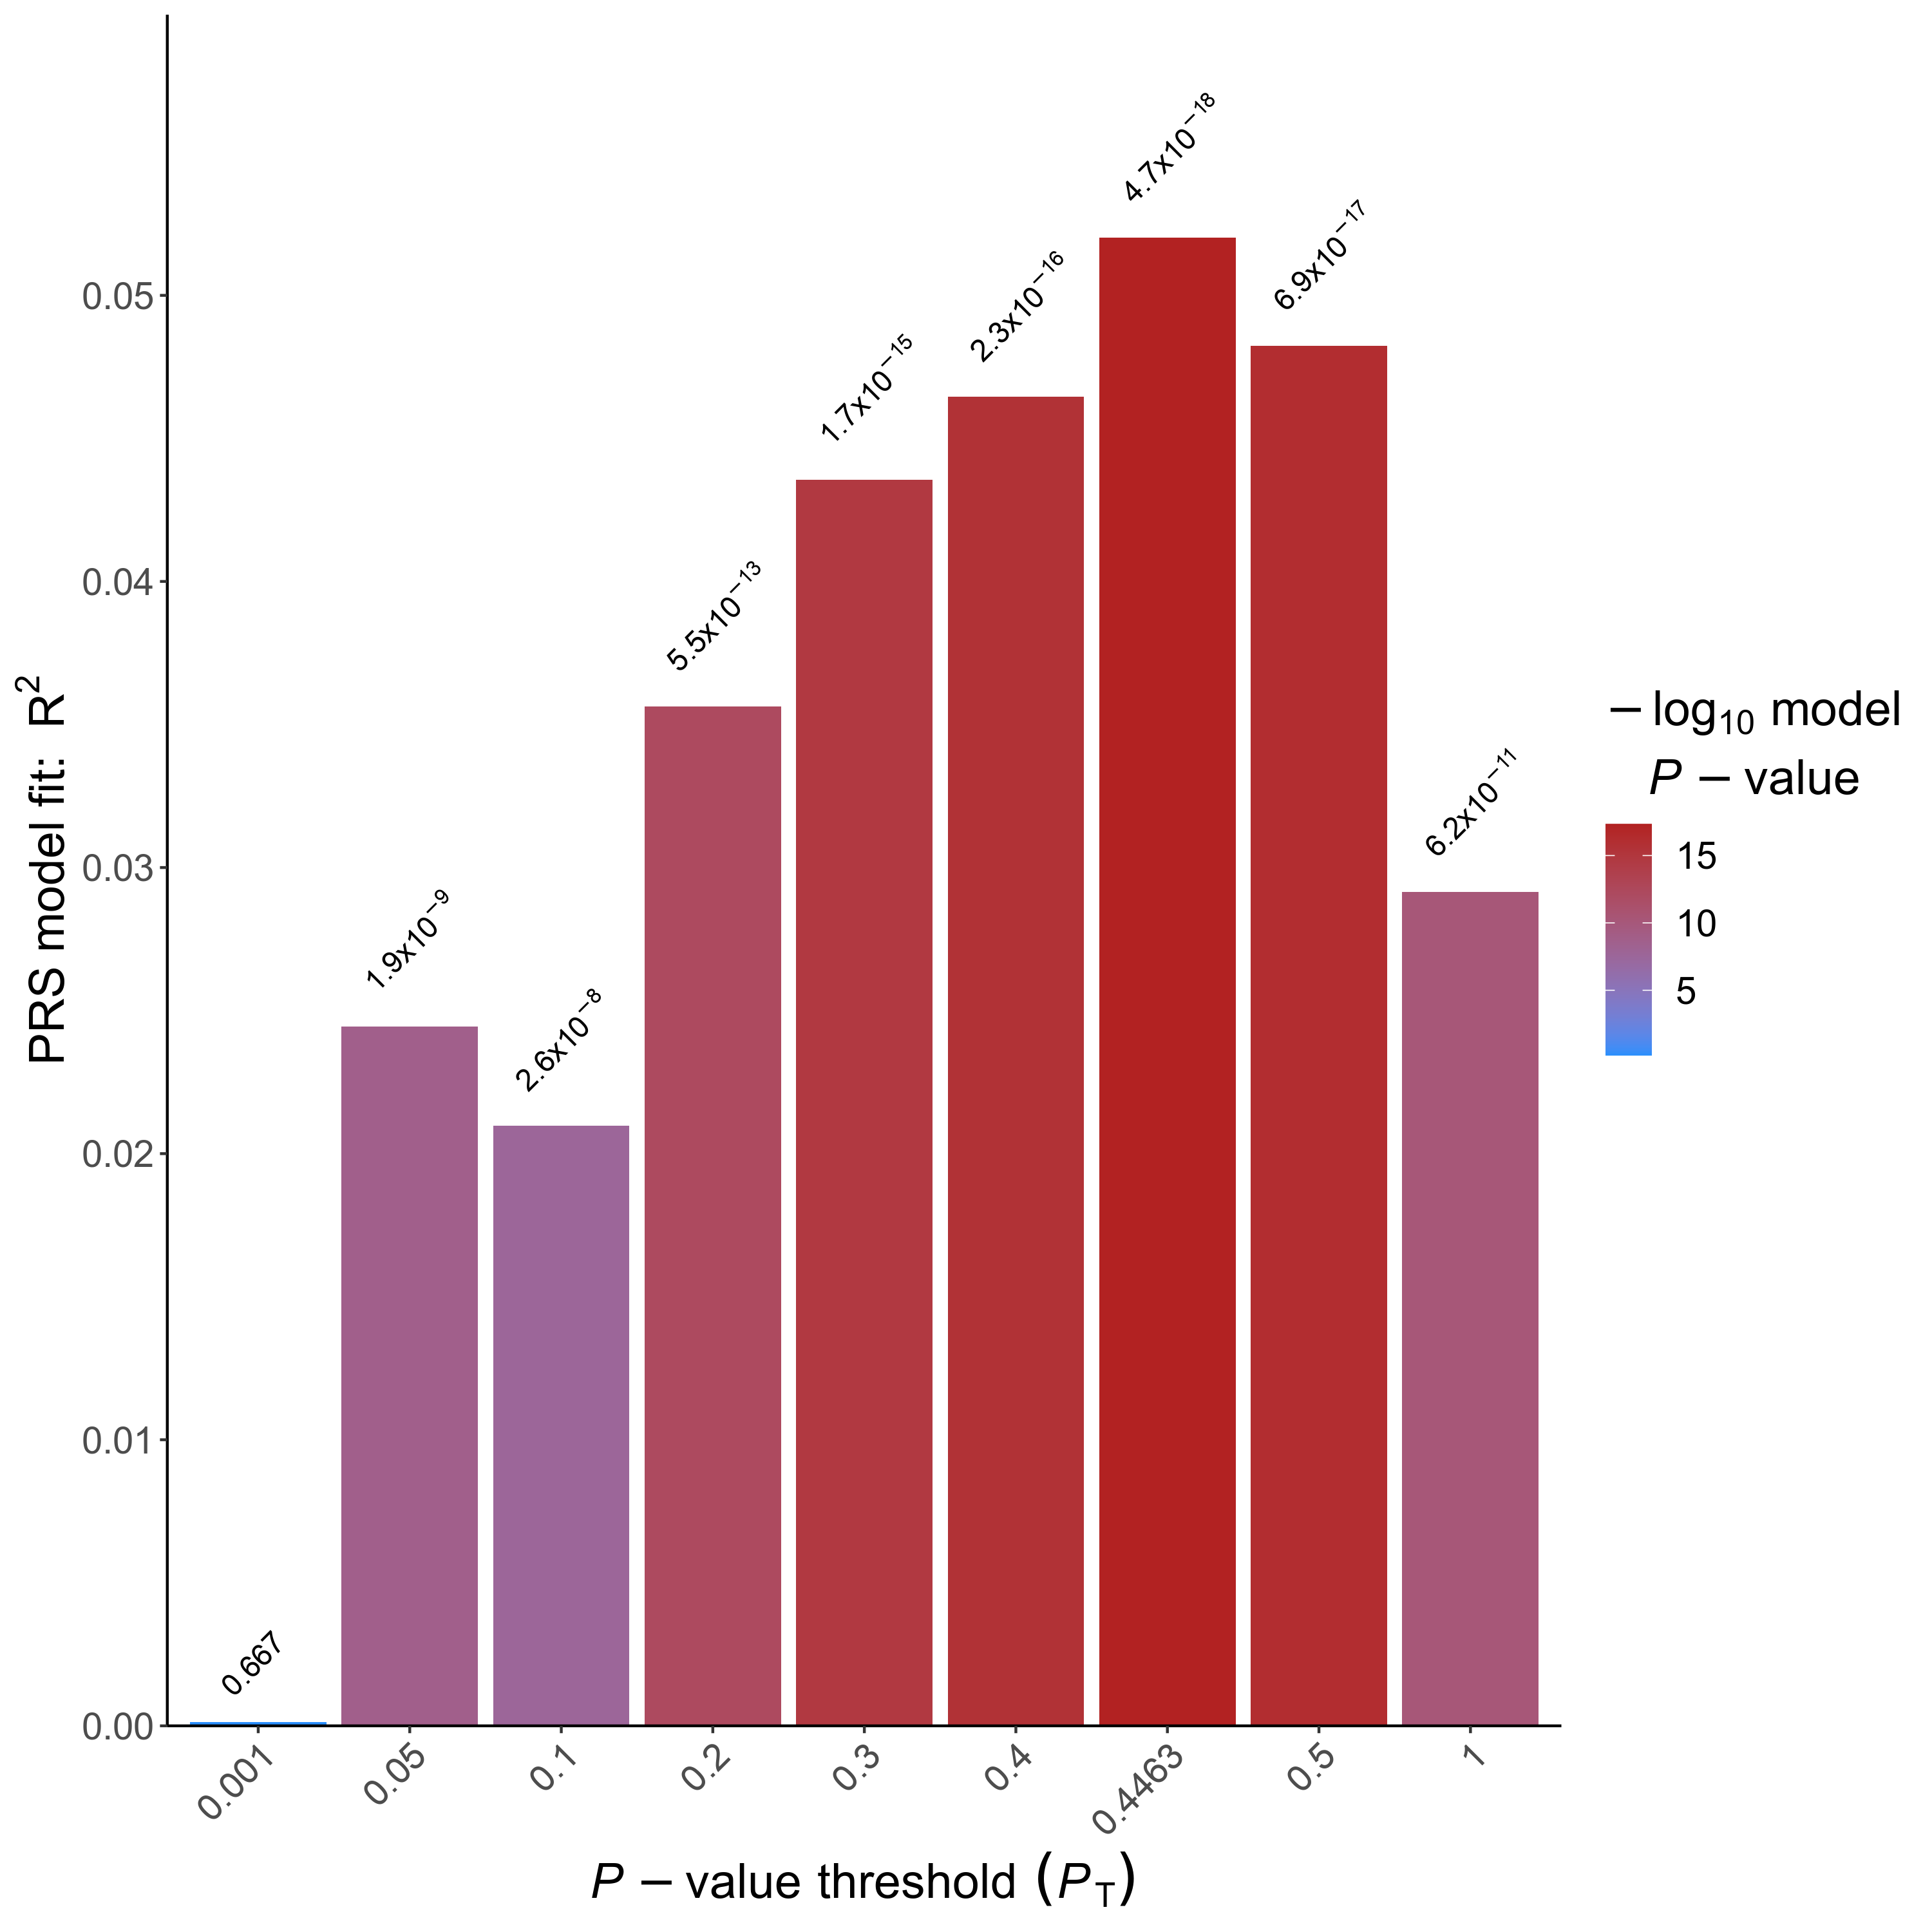 4.7x10⁻¹⁸
6.9x10⁻¹⁷
2.3x10⁻¹⁶
1.7x10⁻¹⁵
5.5x10⁻¹³
6.2x10⁻¹¹
1.9x10⁻⁹
2.6x10⁻⁸
0.667
PRS model fit: R²
0.05
0.04
0.03
0.02
0.01
0.00
0.001
0.05
0.1
0.2
0.3
0.4
0.4463
0.5
1
P – value threshold (P_T)
– log₁₀ model
P – value
15
10
5